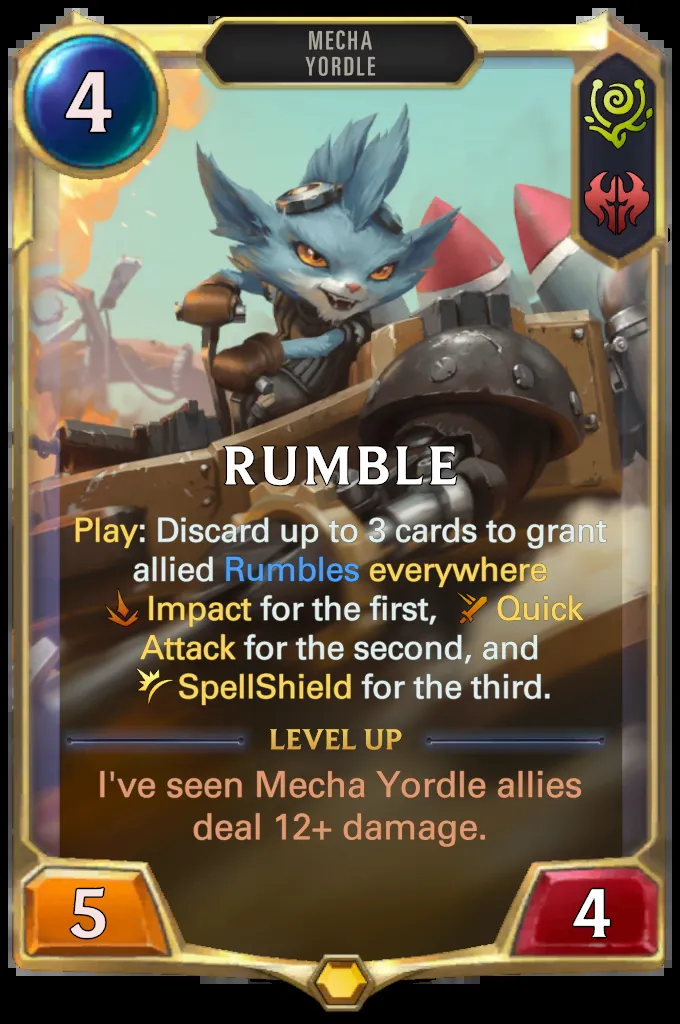 MECHA
YORDLE
4
RUMBLE
Play: Discard up to 3 cards to grant
allied Rumbles everywhere
Impact for the first, Quick
Attack for the second, and
SpellShield for the third.
LEVEL UP
I've seen Mecha Yordle allies
deal 12+ damage.
5
4